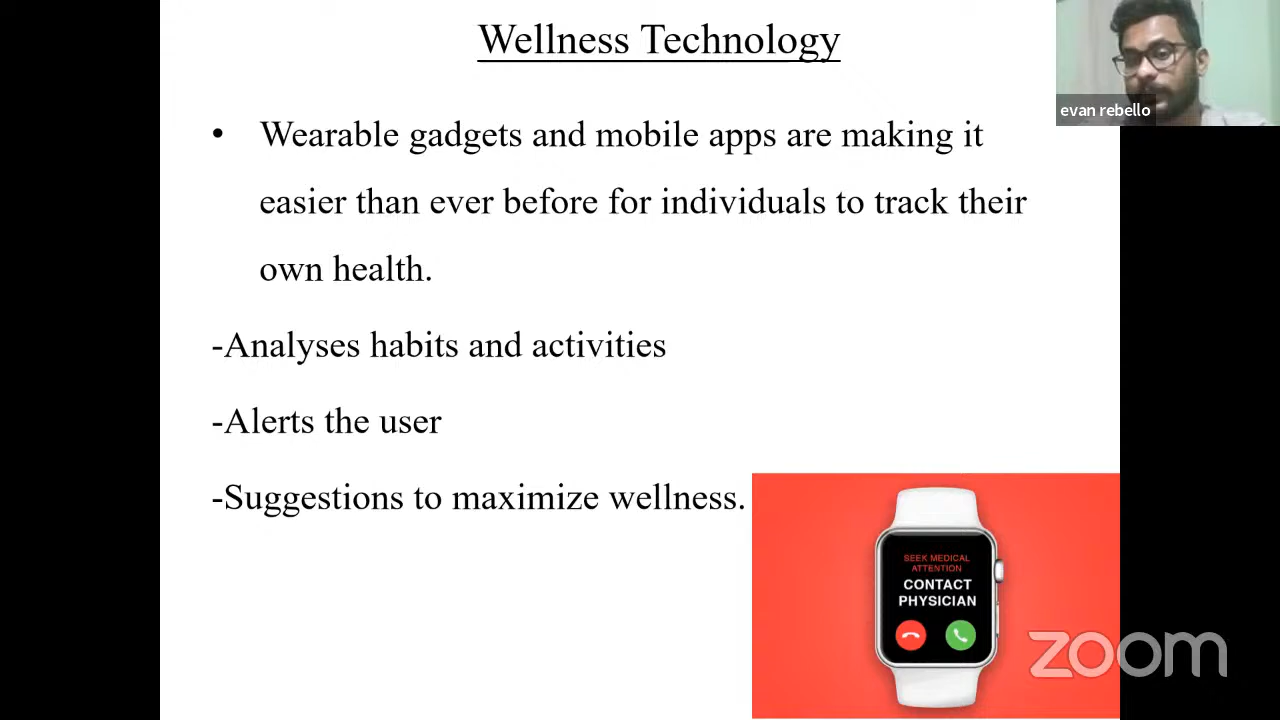 Wellness Technology
evan rebello
• Wearable gadgets and mobile apps are making it
easier than ever before for individuals to track their
own health.
-Analyses habits and activities
-Alerts the user
-Suggestions to maximize wellness.
SEEK MEDICAL
ATTENTION
CONTACT
PHYSICIAN
zoom